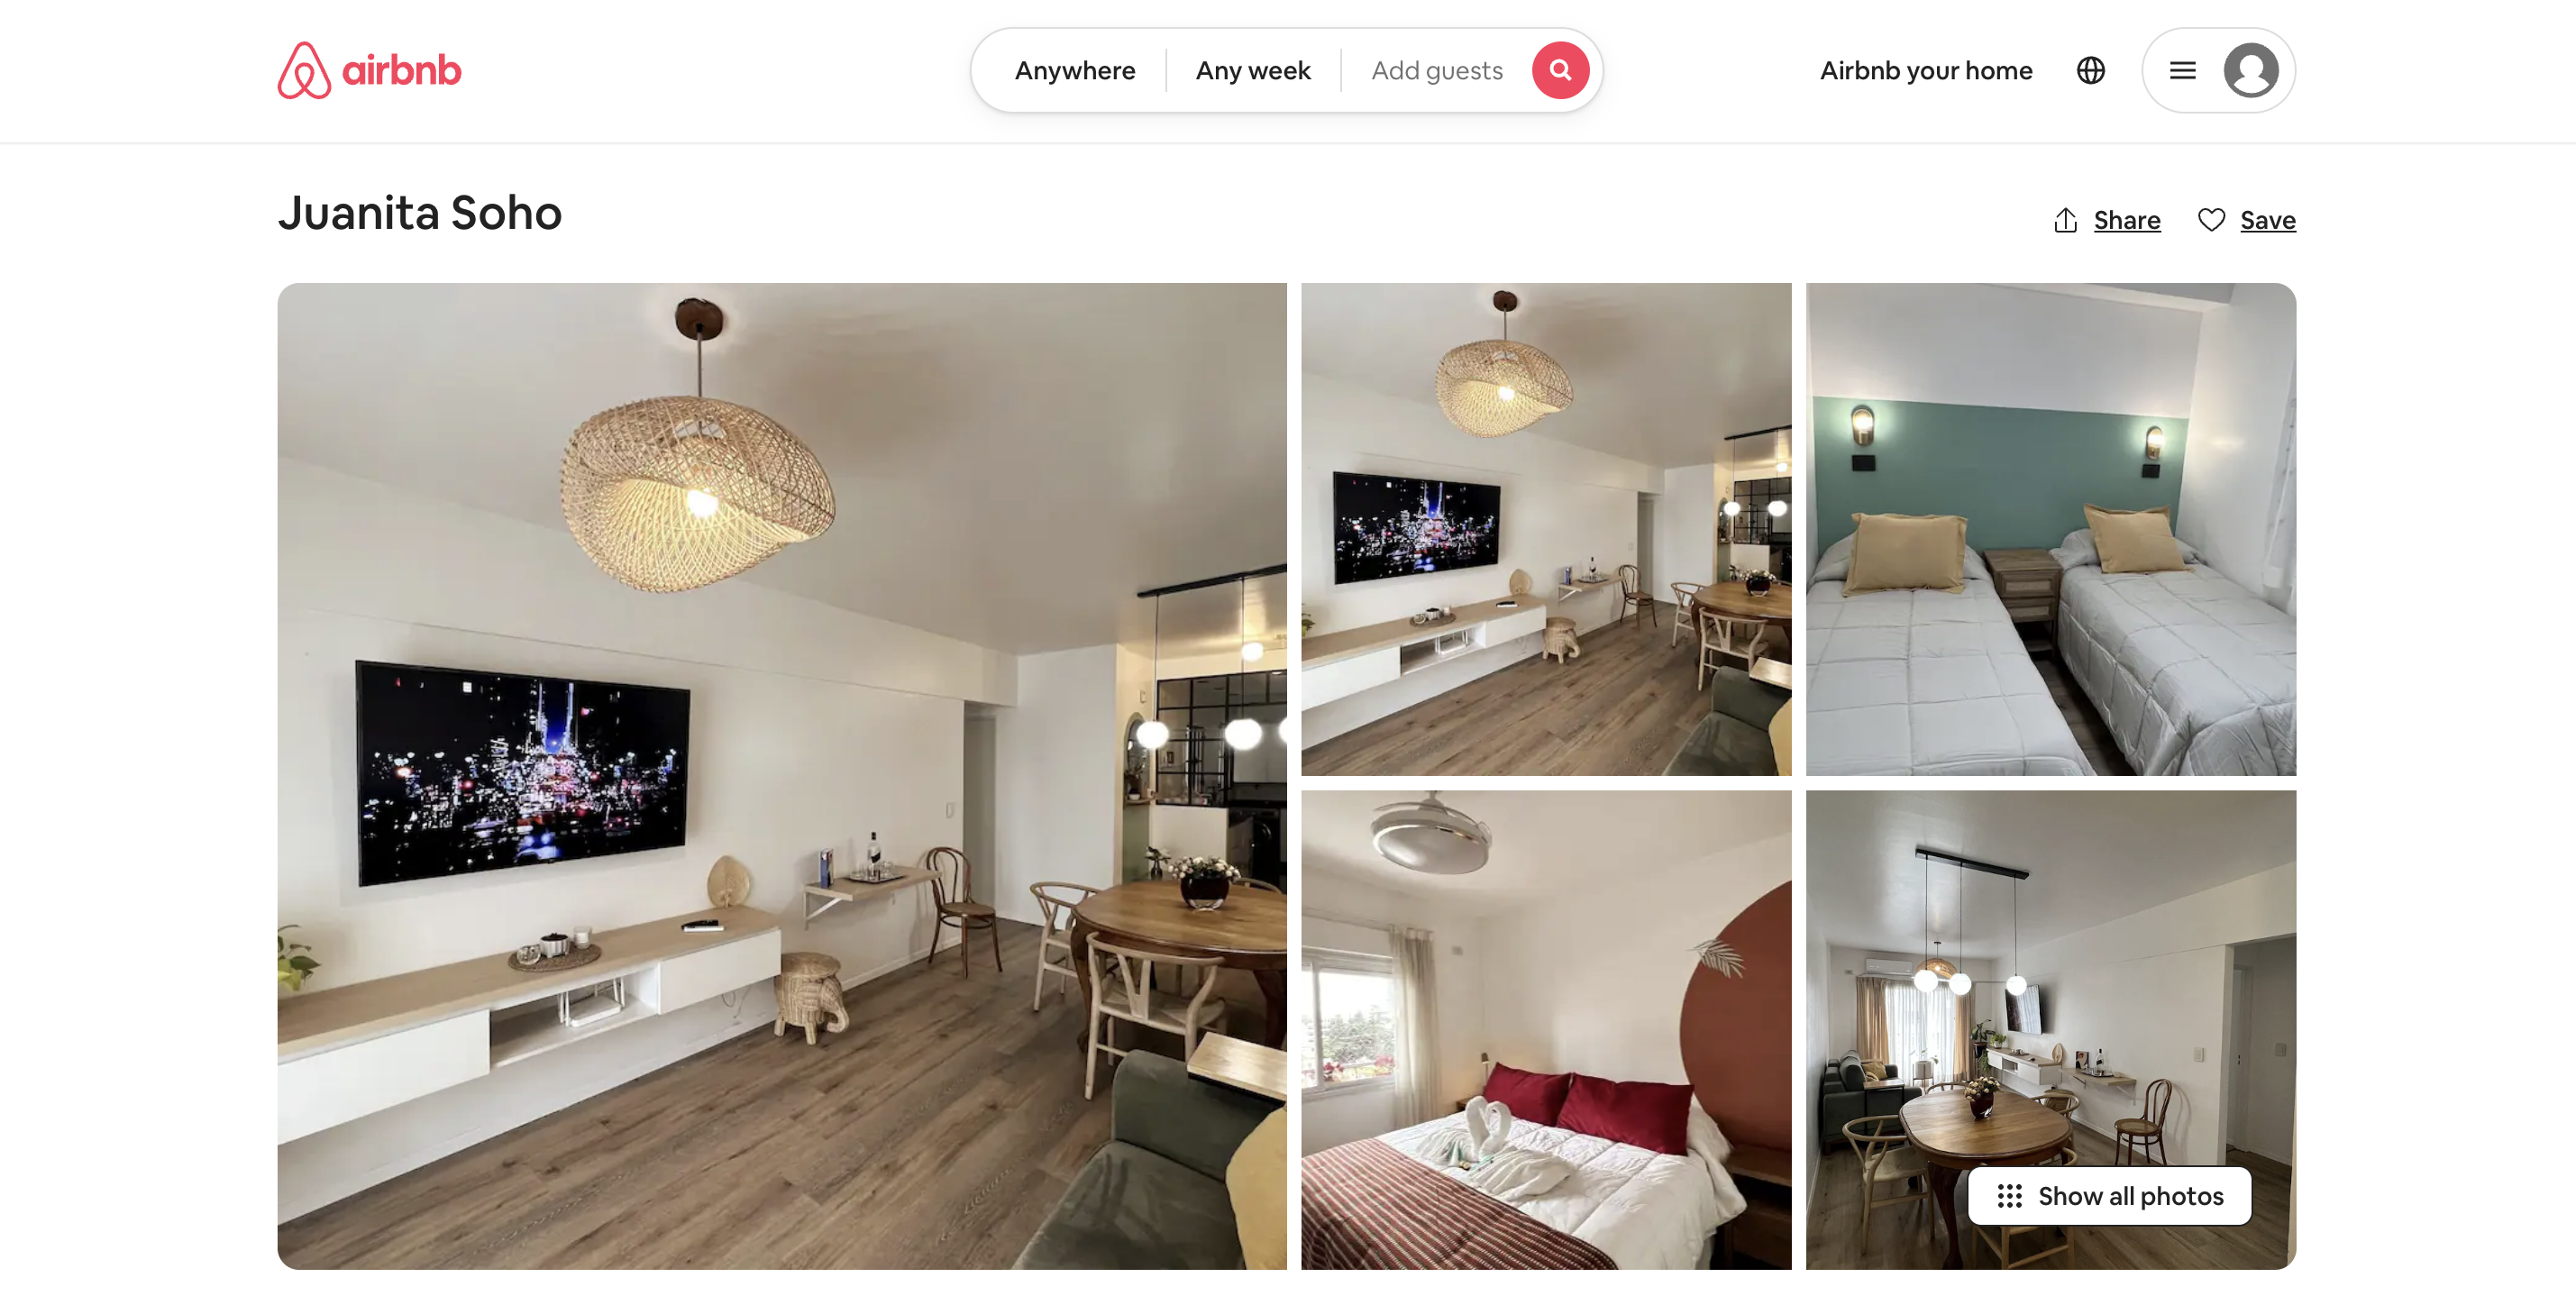 airbnb
Anywhere
Any week
Add guests
Airbnb your home
Juanita Soho
Share
Save
Show all photos